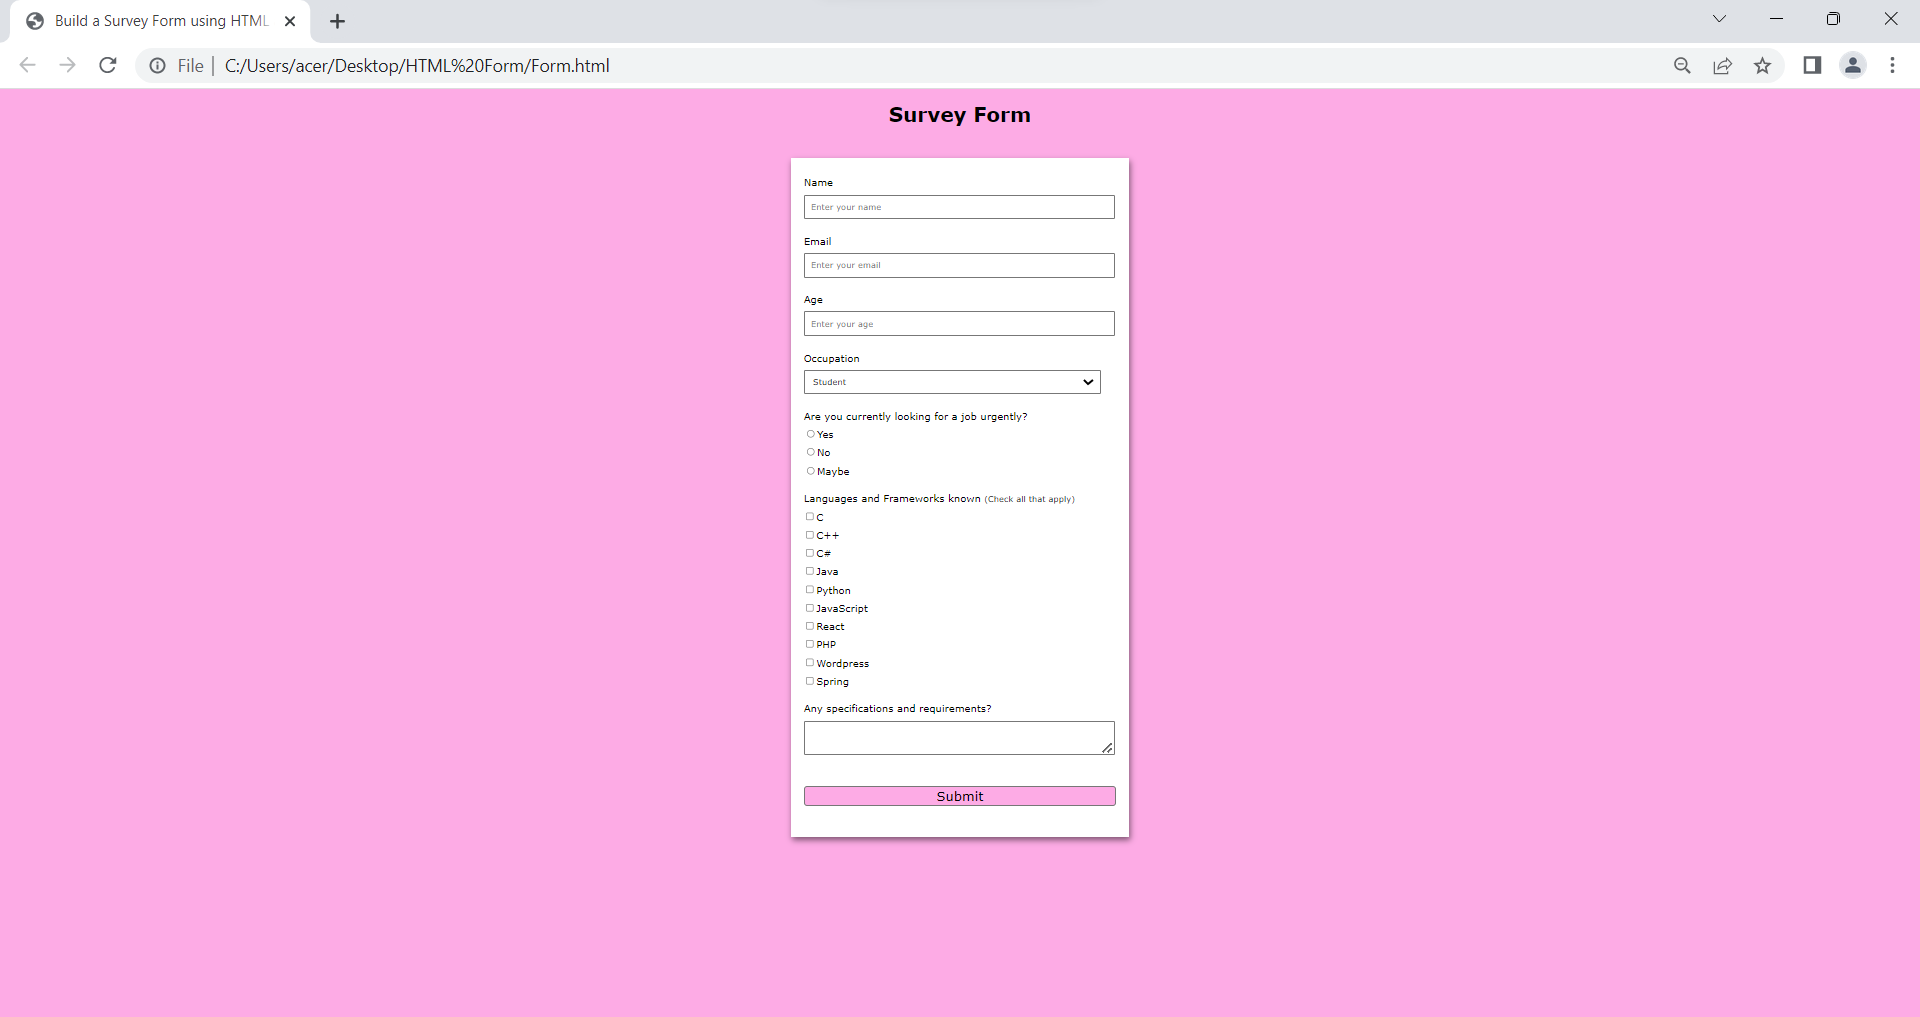 Build a Survey Form using HTML
File
C:/Users/acer/Desktop/HTML%20Form/Form.html
Survey Form
Name
Enter your name
Email
Enter your email
Age
Enter your age
Occupation
Student
Are you currently looking for a job urgently?
Yes
No
Maybe
Languages and Frameworks known (Check all that apply)
C
C++
C#
Java
Python
JavaScript
React
PHP
Wordpress
Spring
Any specifications and requirements?
Submit